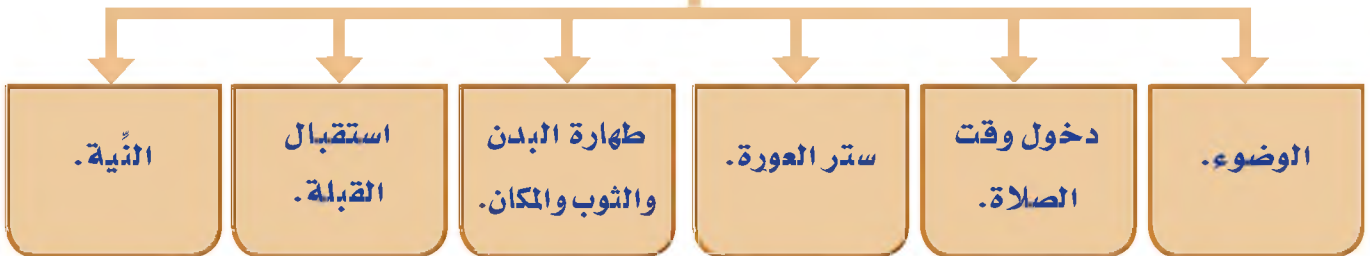 الوضوء.
دخول وقت
الصلاة.
ستر العورة.
طهارة البدن
والثوب والمكان.
استقبال
القبلة.
النِّية.